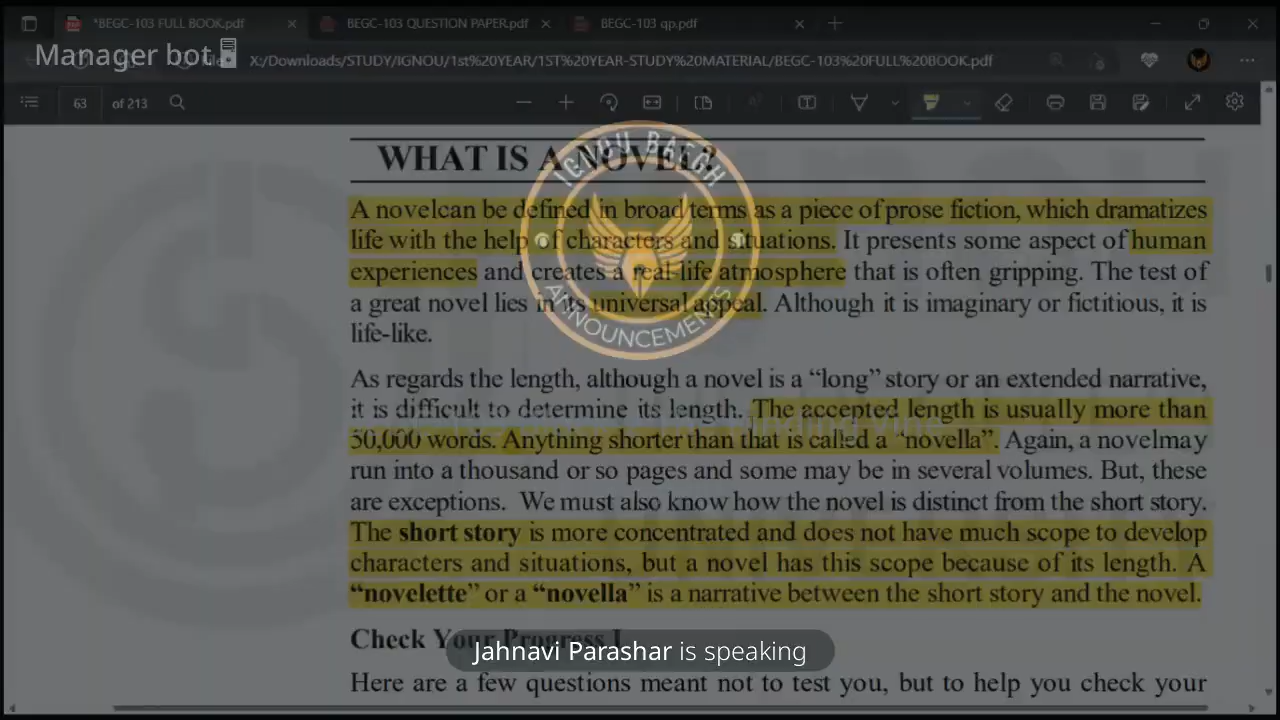 *BEGC-103 FULL BOOK.pdf
BEGC-103 QUESTION PAPER.pdf
BEGC-103 qp.pdf
Manager bot
X:/Downloads/STUDY/IGNOU/1st%20YEAR/1ST%20YEAR-STUDY%20MATERIAL/BEGC-103%20FULL%20BOOK.pdf
63 of 213
WHAT IS A NOVEL?
IGNOU BAEGH
ANNOUNCEMENTS
A novelcan be defined in broad terms as a piece of prose fiction, which dramatizes
life with the help of characters and situations. It presents some aspect of human
experiences and creates a real-life atmosphere that is often gripping. The test of
a great novel lies in its universal appeal. Although it is imaginary or fictitious, it is
life-like.
As regards the length, although a novel is a “long” story or an extended narrative,
it is difficult to determine its length. The accepted length is usually more than
50,000 words. Anything shorter than that is called a “novella”. Again, a novelmay
run into a thousand or so pages and some may be in several volumes. But, these
are exceptions. We must also know how the novel is distinct from the short story.
The short story is more concentrated and does not have much scope to develop
characters and situations, but a novel has this scope because of its length. A
“novelette” or a “novella” is a narrative between the short story and the novel.
Check Your Progress I
Jahnavi Parashar is speaking
Here are a few questions meant not to test you, but to help you check your